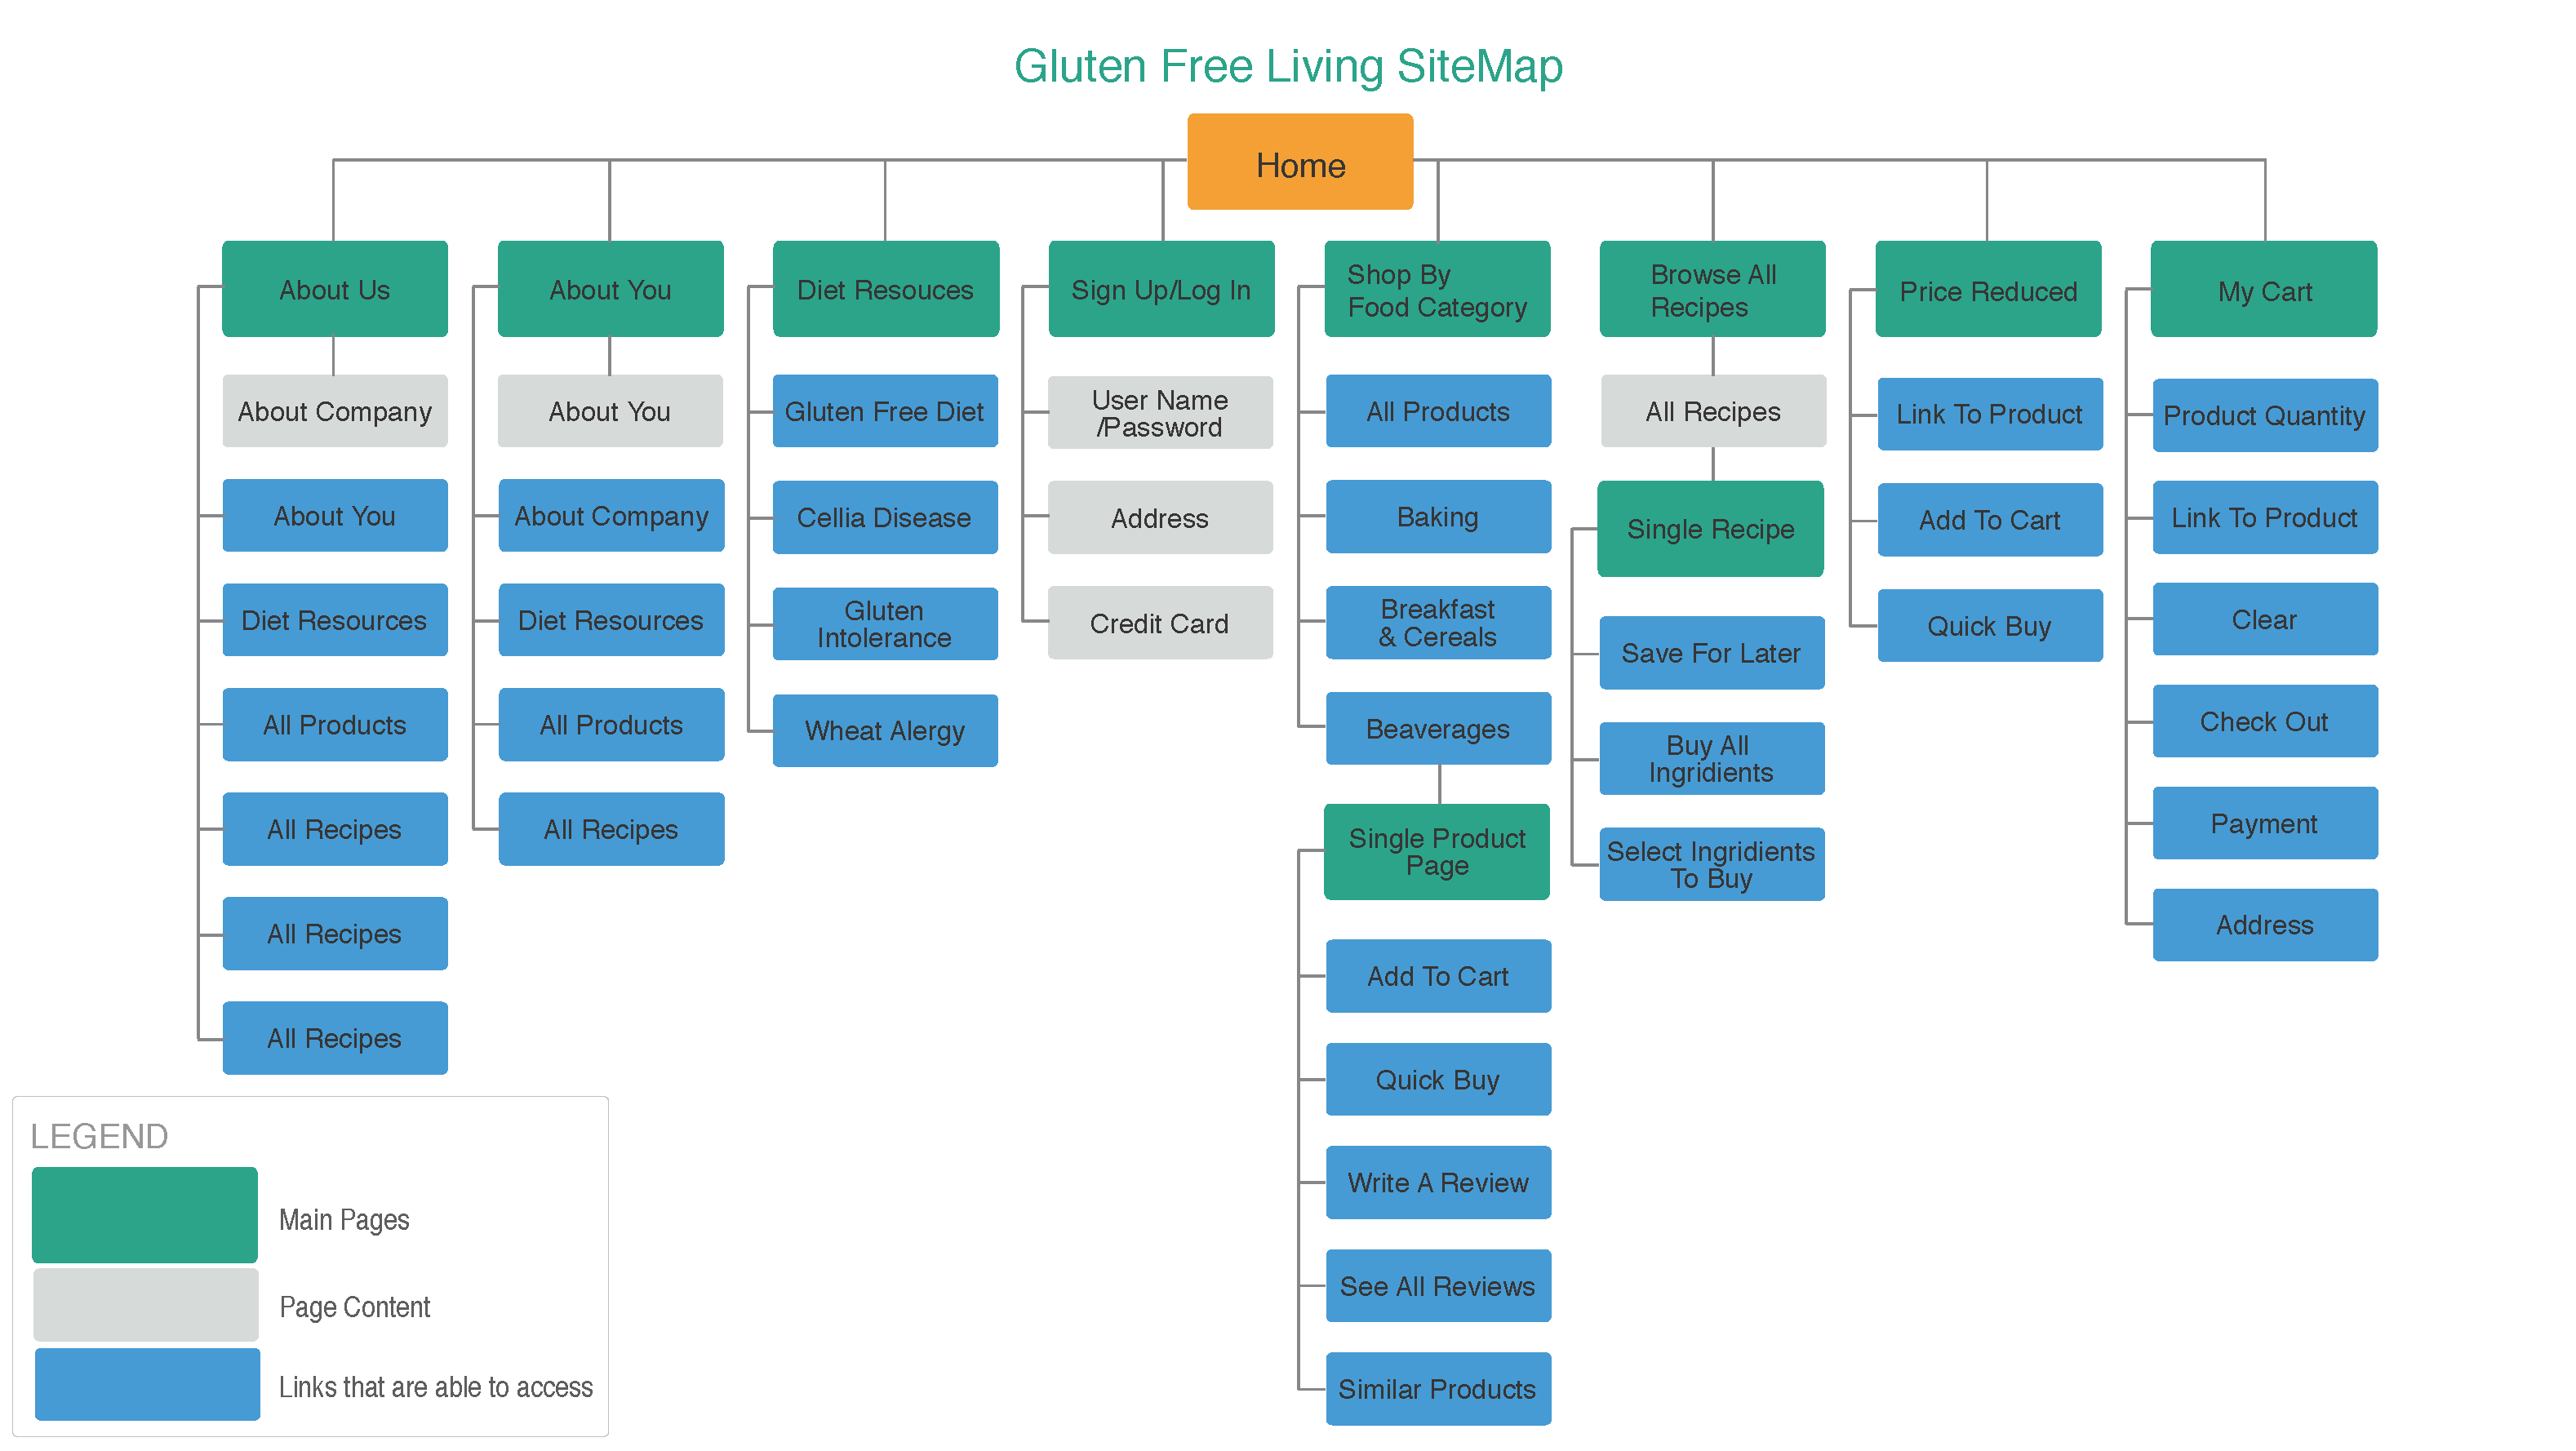 Gluten Free Living SiteMap
Home
About Us
About Company
About You
Diet Resources
All Products
All Recipes
All Recipes
All Recipes
About You
About You
About Company
Diet Resources
All Products
All Recipes
Diet Resouces
Gluten Free Diet
Cellia Disease
Gluten
Intolerance
Wheat Alergy
Sign Up/Log In
User Name
/Password
Address
Credit Card
Shop By
Food Category
All Products
Baking
Breakfast
& Cereals
Beaverages
Single Product
Page
Add To Cart
Quick Buy
Write A Review
See All Reviews
Similar Products
Browse All
Recipes
All Recipes
Single Recipe
Save For Later
Buy All
Ingridients
Select Ingridients
To Buy
Price Reduced
Link To Product
Add To Cart
Quick Buy
My Cart
Product Quantity
Link To Product
Clear
Check Out
Payment
Address
LEGEND
Main Pages
Page Content
Links that are able to access